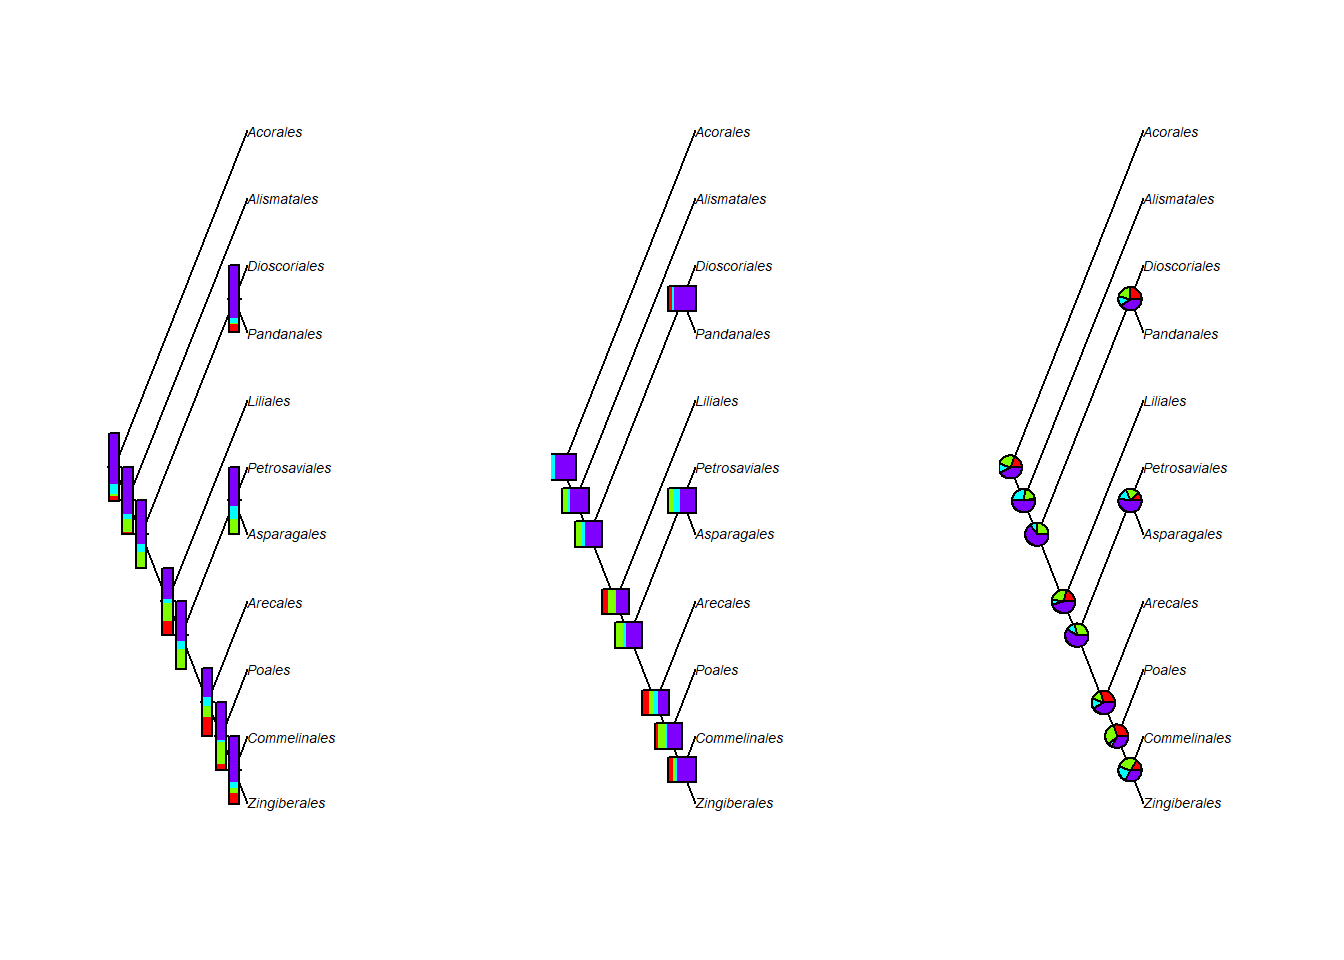 Acorales
Alismatales
Dioscoriales
Pandanales
Liliales
Petrosaviales
Asparagales
Arecales
Poales
Commelinales
Zingiberales
Acorales
Alismatales
Dioscoriales
Pandanales
Liliales
Petrosaviales
Asparagales
Arecales
Poales
Commelinales
Zingiberales
Acorales
Alismatales
Dioscoriales
Pandanales
Liliales
Petrosaviales
Asparagales
Arecales
Poales
Commelinales
Zingiberales